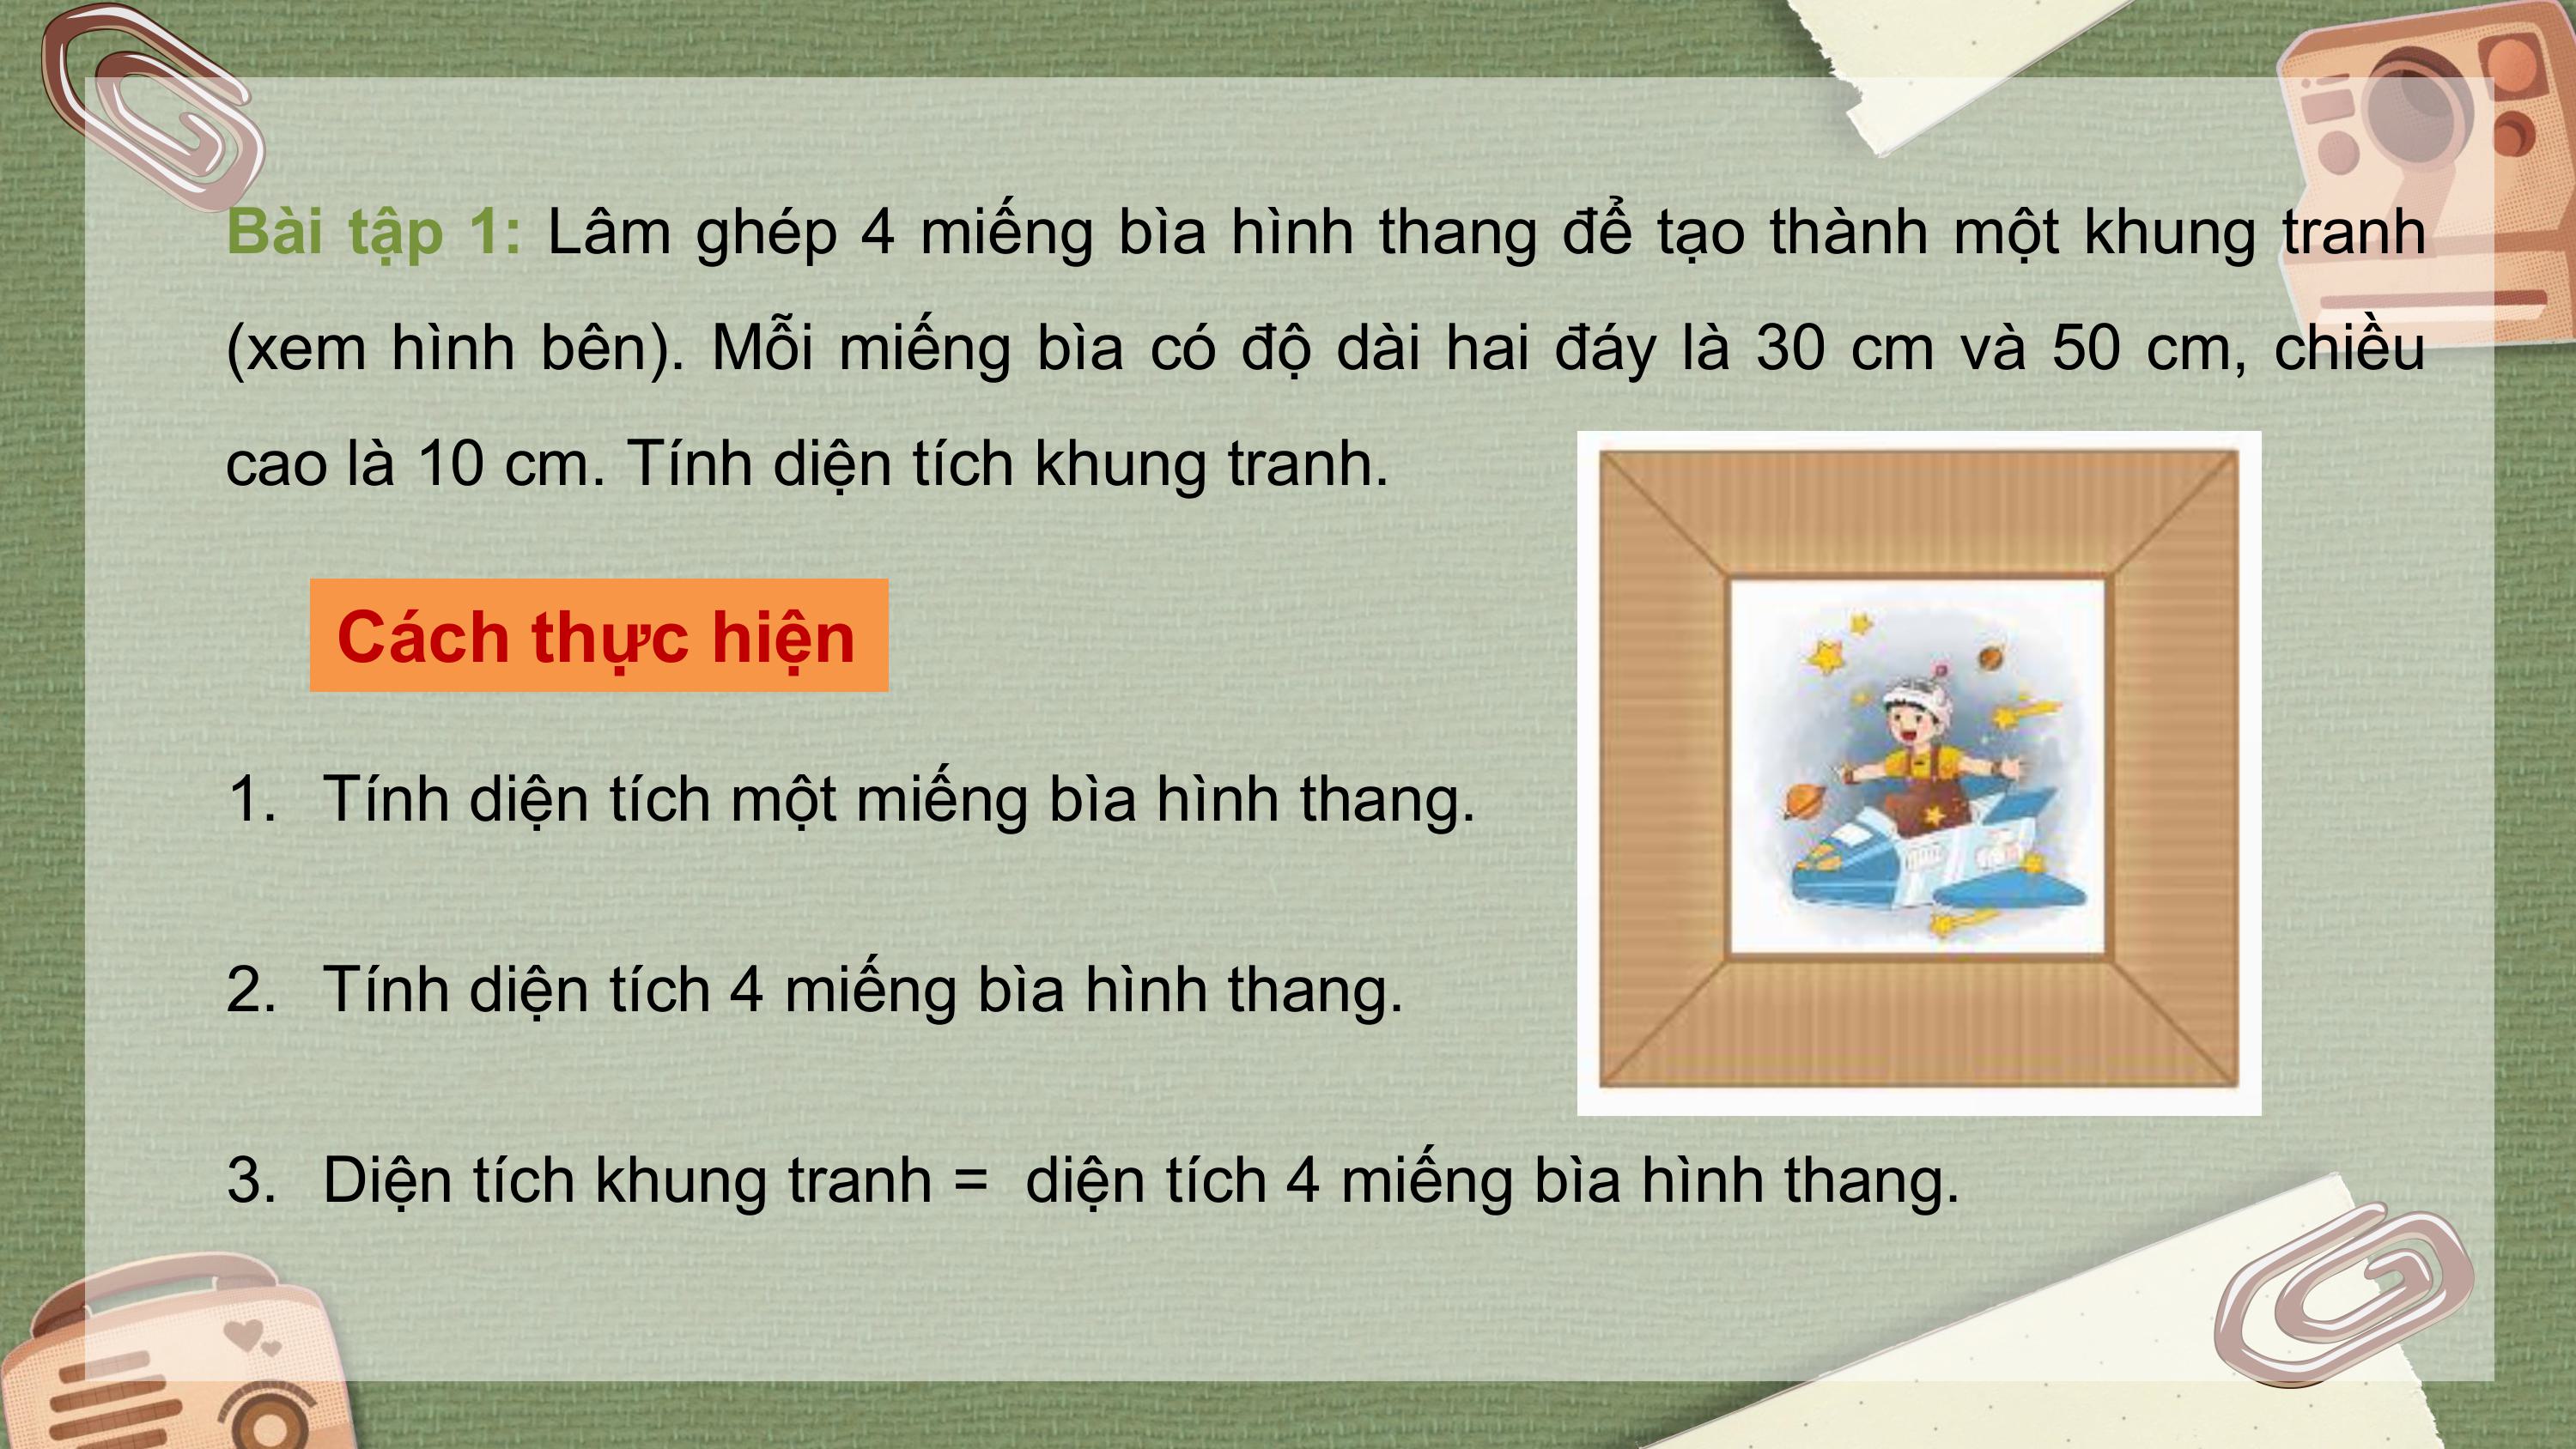 Bài tập 1: Lâm ghép 4 miếng bìa hình thang để tạo thành một khung tranh
(xem hình bên). Mỗi miếng bìa có độ dài hai đáy là 30 cm và 50 cm, chiều
cao là 10 cm. Tính diện tích khung tranh.
Cách thực hiện
1. Tính diện tích một miếng bìa hình thang.
2. Tính diện tích 4 miếng bìa hình thang.
3. Diện tích khung tranh = diện tích 4 miếng bìa hình thang.